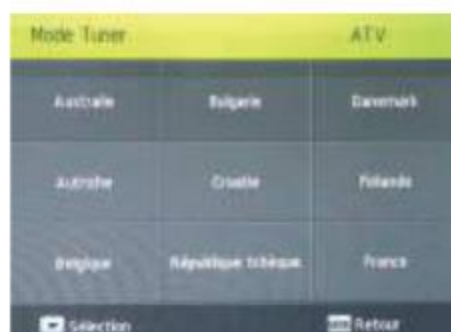 Mode Tuner ATV
Australie Bulgarie Danemark
Autriche Croatie Finlande
Belgique République tchèque France
Sélection Retour